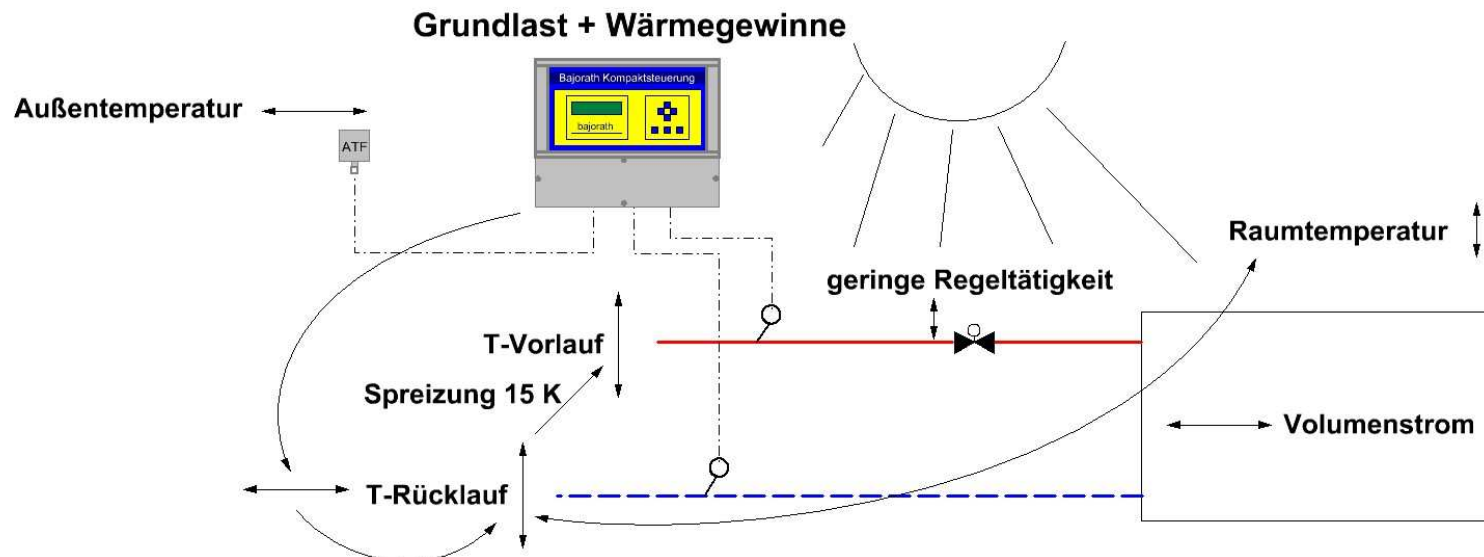 Grundlast + Wärmegewinne
Bajorath Kompaktsteuerung
bajorath
Außentemperatur
ATF
Raumtemperatur
geringe Regeltätigkeit
T-Vorlauf
Spreizung 15 K
Volumenstrom
T-Rücklauf